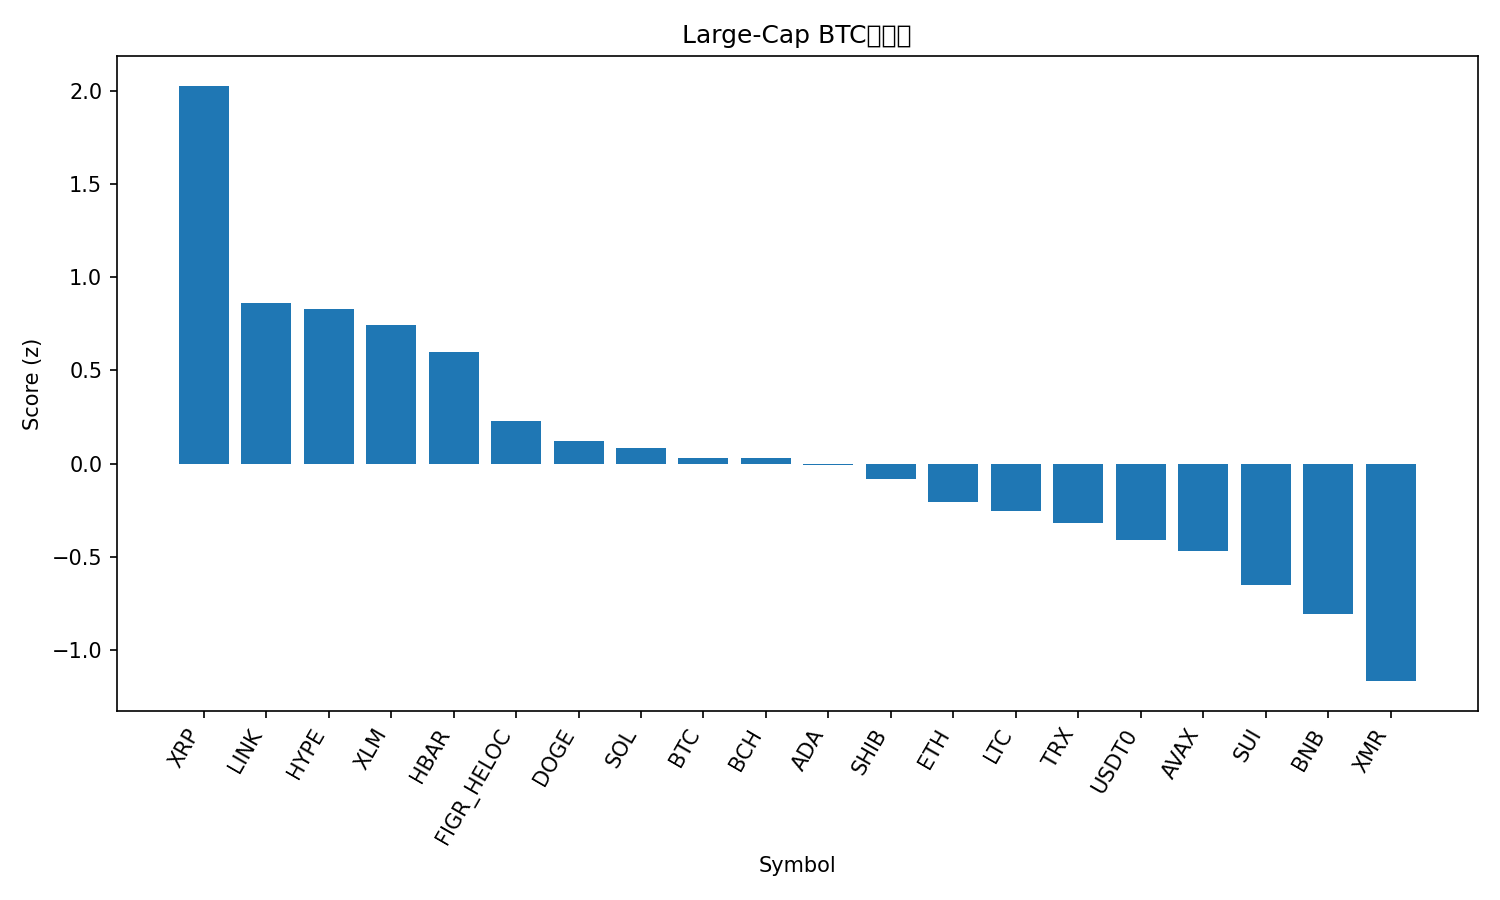 Large-Cap BTC
2.0
1.5
1.0
0.5
0.0
−0.5
−1.0
Score (z)
XRP
LINK
HYPE
XLM
HBAR
FIGR_HELOC
DOGE
SOL
BTC
BCH
ADA
SHIB
ETH
LTC
TRX
USDT0
AVAX
SUI
BNB
XMR
Symbol